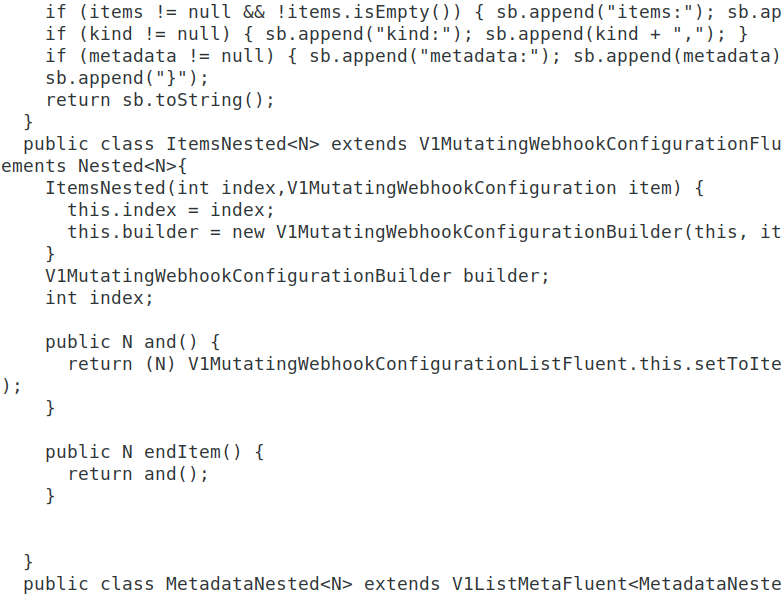 if (items != null && !items.isEmpty()) { sb.append("items:"); sb.ap
    if (kind != null) { sb.append("kind:"); sb.append(kind + ","); }
    if (metadata != null) { sb.append("metadata:"); sb.append(metadata)
    sb.append("}");
    return sb.toString();
  }
  public class ItemsNested<N> extends V1MutatingWebhookConfigurationFlu
ements Nested<N>{
    ItemsNested(int index,V1MutatingWebhookConfiguration item) {
      this.index = index;
      this.builder = new V1MutatingWebhookConfigurationBuilder(this, it
    }
    V1MutatingWebhookConfigurationBuilder builder;
    int index;

    public N and() {
      return (N) V1MutatingWebhookConfigurationListFluent.this.setToIte
);
    }

    public N endItem() {
      return and();
    }


  }
  public class MetadataNested<N> extends V1ListMetaFluent<MetadataNeste